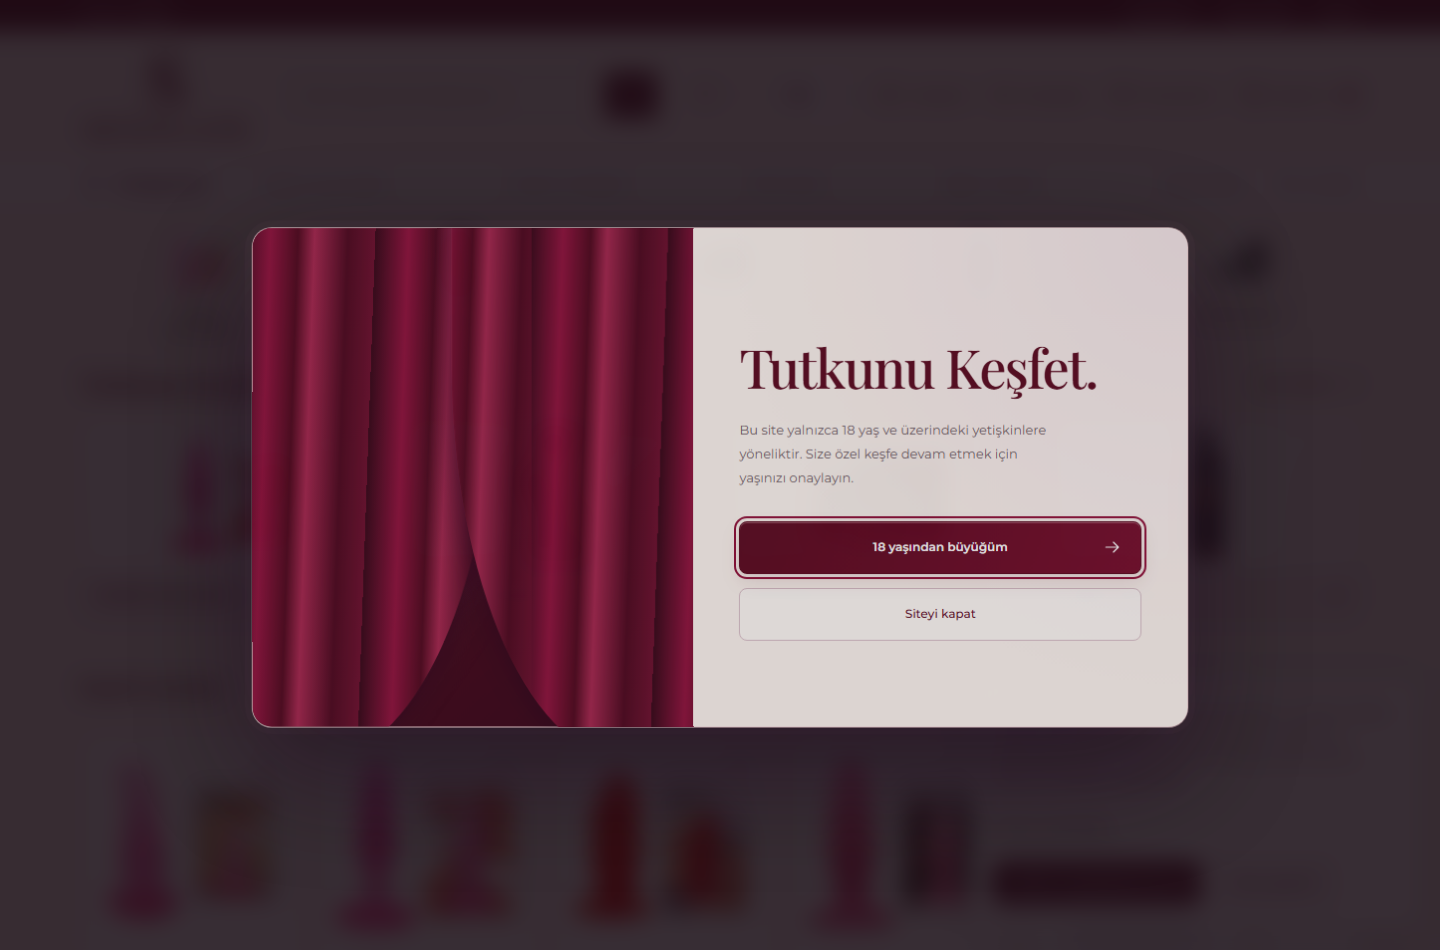 Tutkunu Keşfet.
Bu site yalnızca 18 yaş ve üzerindeki yetişkinlere
yöneliktir. Size özel keşfe devam etmek için
yaşınızı onaylayın.
18 yaşından büyüğüm
Siteyi kapat